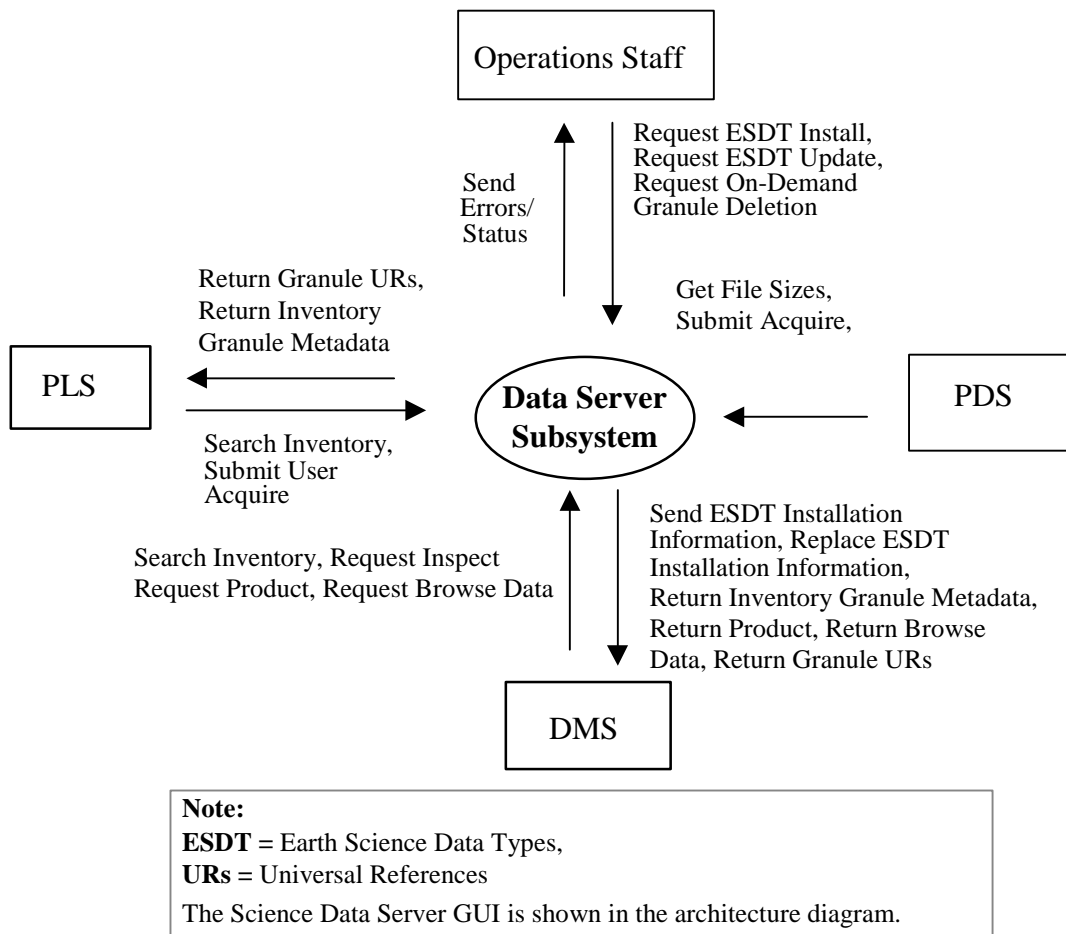 Operations Staff
Request ESDT Install,
Request ESDT Update,
Request On-Demand
Granule Deletion
Send
Errors/
Status
Return Granule URs,
Return Inventory
Granule Metadata
Get File Sizes,
Submit Acquire,
PLS
Data Server
Subsystem
PDS
Search Inventory,
Submit User
Acquire
Search Inventory, Request Inspect
Request Product, Request Browse Data
Send ESDT Installation
Information, Replace ESDT
Installation Information,
Return Inventory Granule Metadata,
Return Product, Return Browse
Data, Return Granule URs
DMS
Note:
ESDT = Earth Science Data Types,
URs = Universal References
The Science Data Server GUI is shown in the architecture diagram.